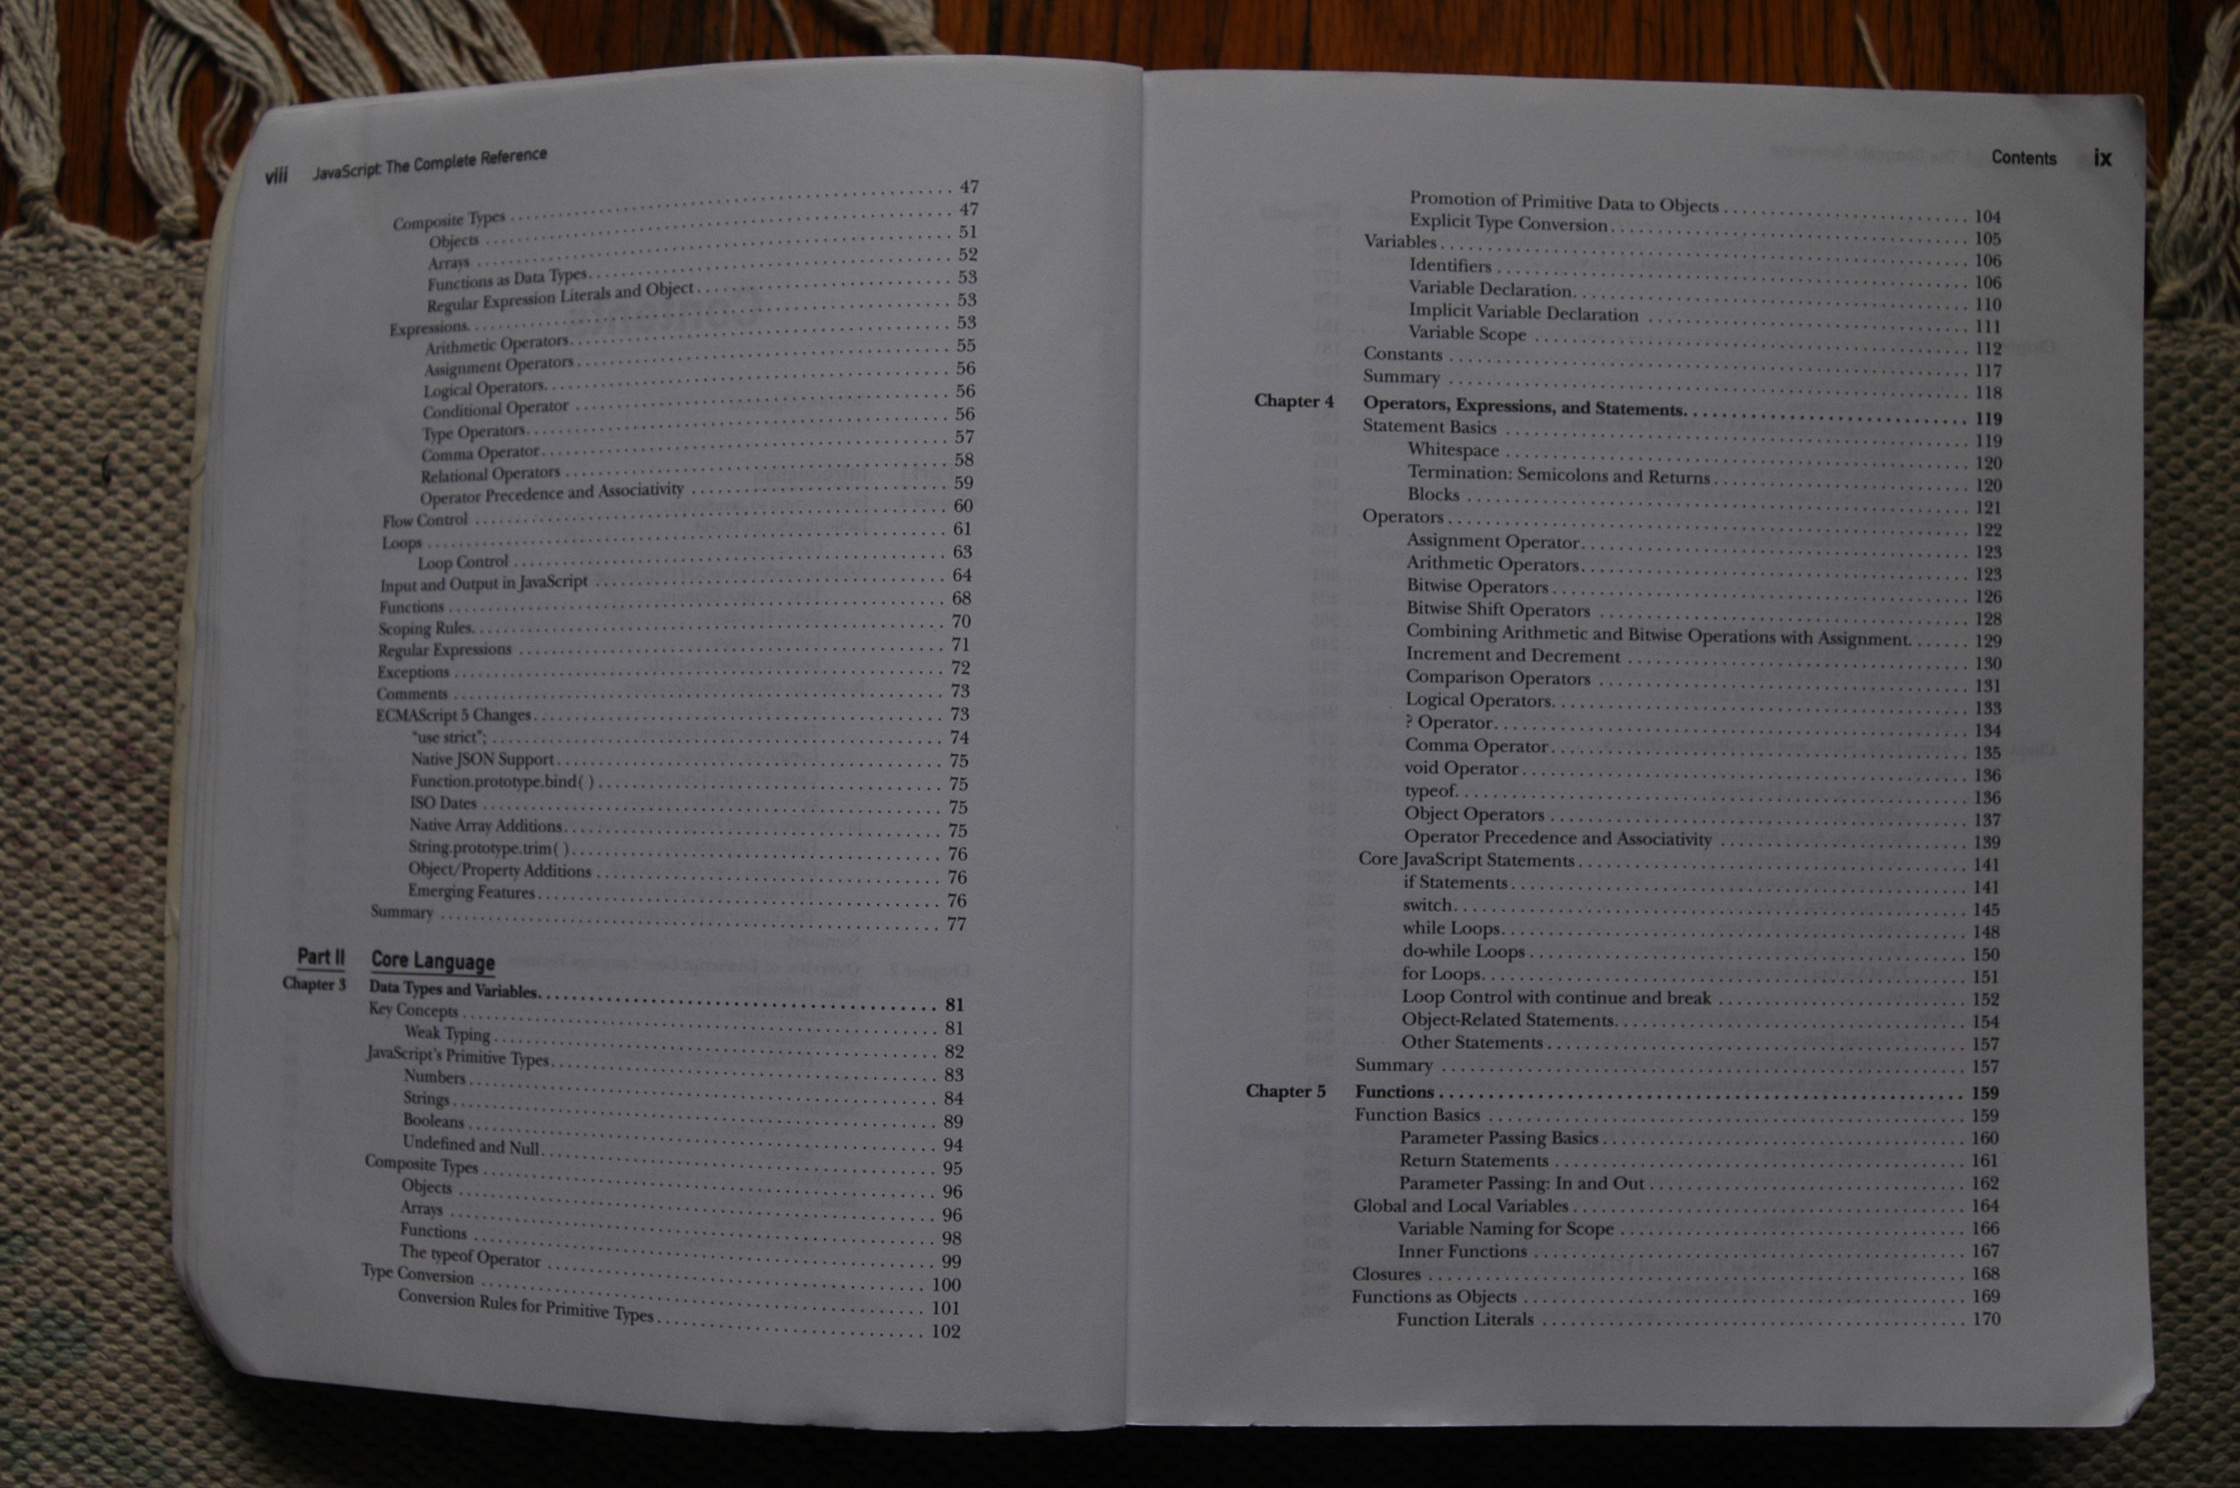 viii JavaScript: The Complete Reference
Composite Types . . . . . 47
Objects . . . . . 47
Arrays . . . . . 51
Functions as Data Types . . . . . 52
Regular Expression Literals and Object . . . . . 53
Expressions . . . . . 53
Arithmetic Operators . . . . . 53
Assignment Operators . . . . . 55
Logical Operators . . . . . 56
Conditional Operator . . . . . 56
Type Operators . . . . . 56
Comma Operator . . . . . 57
Relational Operators . . . . . 58
Operator Precedence and Associativity . . . . . 59
Flow Control . . . . . 60
Loops . . . . . 61
Loop Control . . . . . 63
Input and Output in JavaScript . . . . . 64
Functions . . . . . 68
Scoping Rules . . . . . 70
Regular Expressions . . . . . 71
Exceptions . . . . . 72
Comments . . . . . 73
ECMAScript 5 Changes . . . . . 73
"use strict"; . . . . . 74
Native JSON Support . . . . . 75
Function.prototype.bind( ) . . . . . 75
ISO Dates . . . . . 75
Native Array Additions . . . . . 75
String.prototype.trim( ) . . . . . 76
Object/Property Additions . . . . . 76
Emerging Features . . . . . 76
Summary . . . . . 77
Part II Core Language
Chapter 3 Data Types and Variables . . . . . 81
Key Concepts . . . . . 81
Weak Typing . . . . . 82
JavaScript's Primitive Types . . . . . 83
Numbers . . . . . 84
Strings . . . . . 89
Booleans . . . . . 94
Undefined and Null . . . . . 95
Composite Types . . . . . 96
Objects . . . . . 96
Arrays . . . . . 98
Functions . . . . . 99
The typeof Operator . . . . . 100
Type Conversion . . . . . 101
Conversion Rules for Primitive Types . . . . . 102
Contents ix
Promotion of Primitive Data to Objects . . . . . 104
Explicit Type Conversion . . . . . 105
Variables . . . . . 106
Identifiers . . . . . 106
Variable Declaration . . . . . 110
Implicit Variable Declaration . . . . . 111
Variable Scope . . . . . 112
Constants . . . . . 117
Summary . . . . . 118
Chapter 4 Operators, Expressions, and Statements . . . . . 119
Statement Basics . . . . . 119
Whitespace . . . . . 120
Termination: Semicolons and Returns . . . . . 120
Blocks . . . . . 121
Operators . . . . . 122
Assignment Operator . . . . . 123
Arithmetic Operators . . . . . 123
Bitwise Operators . . . . . 126
Bitwise Shift Operators . . . . . 128
Combining Arithmetic and Bitwise Operations with Assignment . . . . . 129
Increment and Decrement . . . . . 130
Comparison Operators . . . . . 131
Logical Operators . . . . . 133
? Operator . . . . . 134
Comma Operator . . . . . 135
void Operator . . . . . 136
typeof . . . . . 136
Object Operators . . . . . 137
Operator Precedence and Associativity . . . . . 139
Core JavaScript Statements . . . . . 141
if Statements . . . . . 141
switch . . . . . 145
while Loops . . . . . 148
do-while Loops . . . . . 150
for Loops . . . . . 151
Loop Control with continue and break . . . . . 152
Object-Related Statements . . . . . 154
Other Statements . . . . . 157
Summary . . . . . 157
Chapter 5 Functions . . . . . 159
Function Basics . . . . . 159
Parameter Passing Basics . . . . . 160
Return Statements . . . . . 161
Parameter Passing: In and Out . . . . . 162
Global and Local Variables . . . . . 164
Variable Naming for Scope . . . . . 166
Inner Functions . . . . . 167
Closures . . . . . 168
Functions as Objects . . . . . 169
Function Literals . . . . . 170